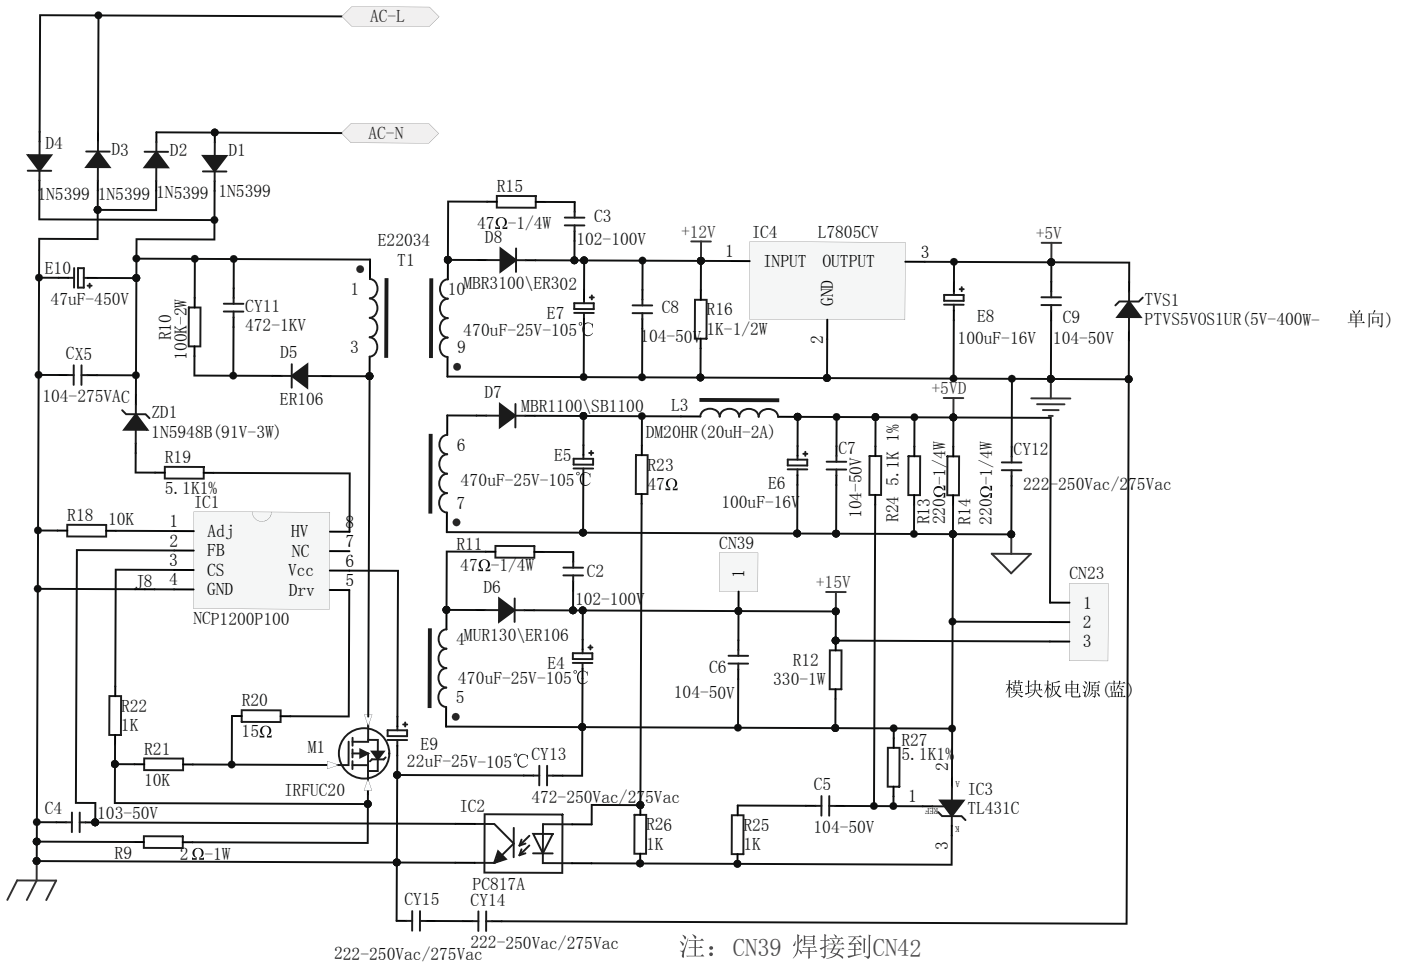 AC-L
AC-N
D4
D3
D2
D1
1N5399
1N5399
1N5399
1N5399
R15
47Ω-1/4W
C3
102-100V
D8
MBR3100\ER302
E22034
T1
+12V
IC4
L7805CV
1
INPUT
OUTPUT
GND
3
2
+5V
E10
47uF-450V
R10
100K-2W
CY11
472-1KV
1
3
10
9
E7
470uF-25V-105℃
C8
104-50V
R16
1K-1/2W
E8
100uF-16V
C9
104-50V
TVS1
PTVS5VOS1UR(5V-400W- 单向)
CX5
104-275VAC
D5
ER106
ZD1
1N5948B(91V-3W)
D7
MBR1100\SB1100
L3
DM20HR(20uH-2A)
+5VD
6
7
E5
470uF-25V-105℃
R23
47Ω
E6
100uF-16V
C7
104-50V
R24 5.1K 1%
R13
220Ω-1/4W
R14
220Ω-1/4W
CY12
222-250Vac/275Vac
R19
5.1K1%
IC1
R18
10K
1
2
3
4
Adj
FB
CS
GND
HV
NC
Vcc
Drv
8
7
6
5
J8
NCP1200P100
R11
47Ω-1/4W
C2
102-100V
D6
MUR130\ER106
4
5
E4
470uF-25V-105℃
CN39
1
+15V
C6
104-50V
R12
330-1W
CN23
1
2
3
模块板电源(蓝)
R22
1K
R20
15Ω
R21
10K
M1
IRFUC20
E9
22uF-25V-105℃
CY13
472-250Vac/275Vac
R27
5.1K1%
2
A
IC3
TL431C
1
REF
K
3
C4
103-50V
R9
2Ω-1W
IC2
PC817A
R26
1K
R25
1K
C5
104-50V
CY15
222-250Vac/275Vac
CY14
222-250Vac/275Vac
注: CN39 焊接到CN42